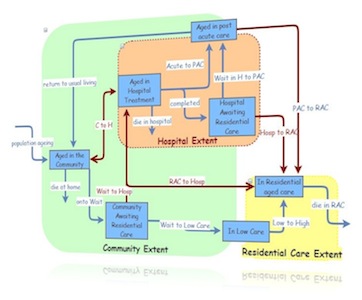 Aged in post
acute care
Acute to PAC
Wait in H to PAC
return to usual living
Aged in
Hospital
Treatment
completed
Hospital
Awaiting
Residential
Care
PAC to RAC
C to H
die in hospital
Hosp to RAC
Hospital Extent
population ageing
Aged in the
Community
RAC to Hosp
die at home
Wait to Hosp
onto Wait
In Residential
aged care
Community
Awaiting
Residential
Care
Wait to Low Care
In Low Care
Low to High
die in RAC
Community Extent
Residential Care Extent